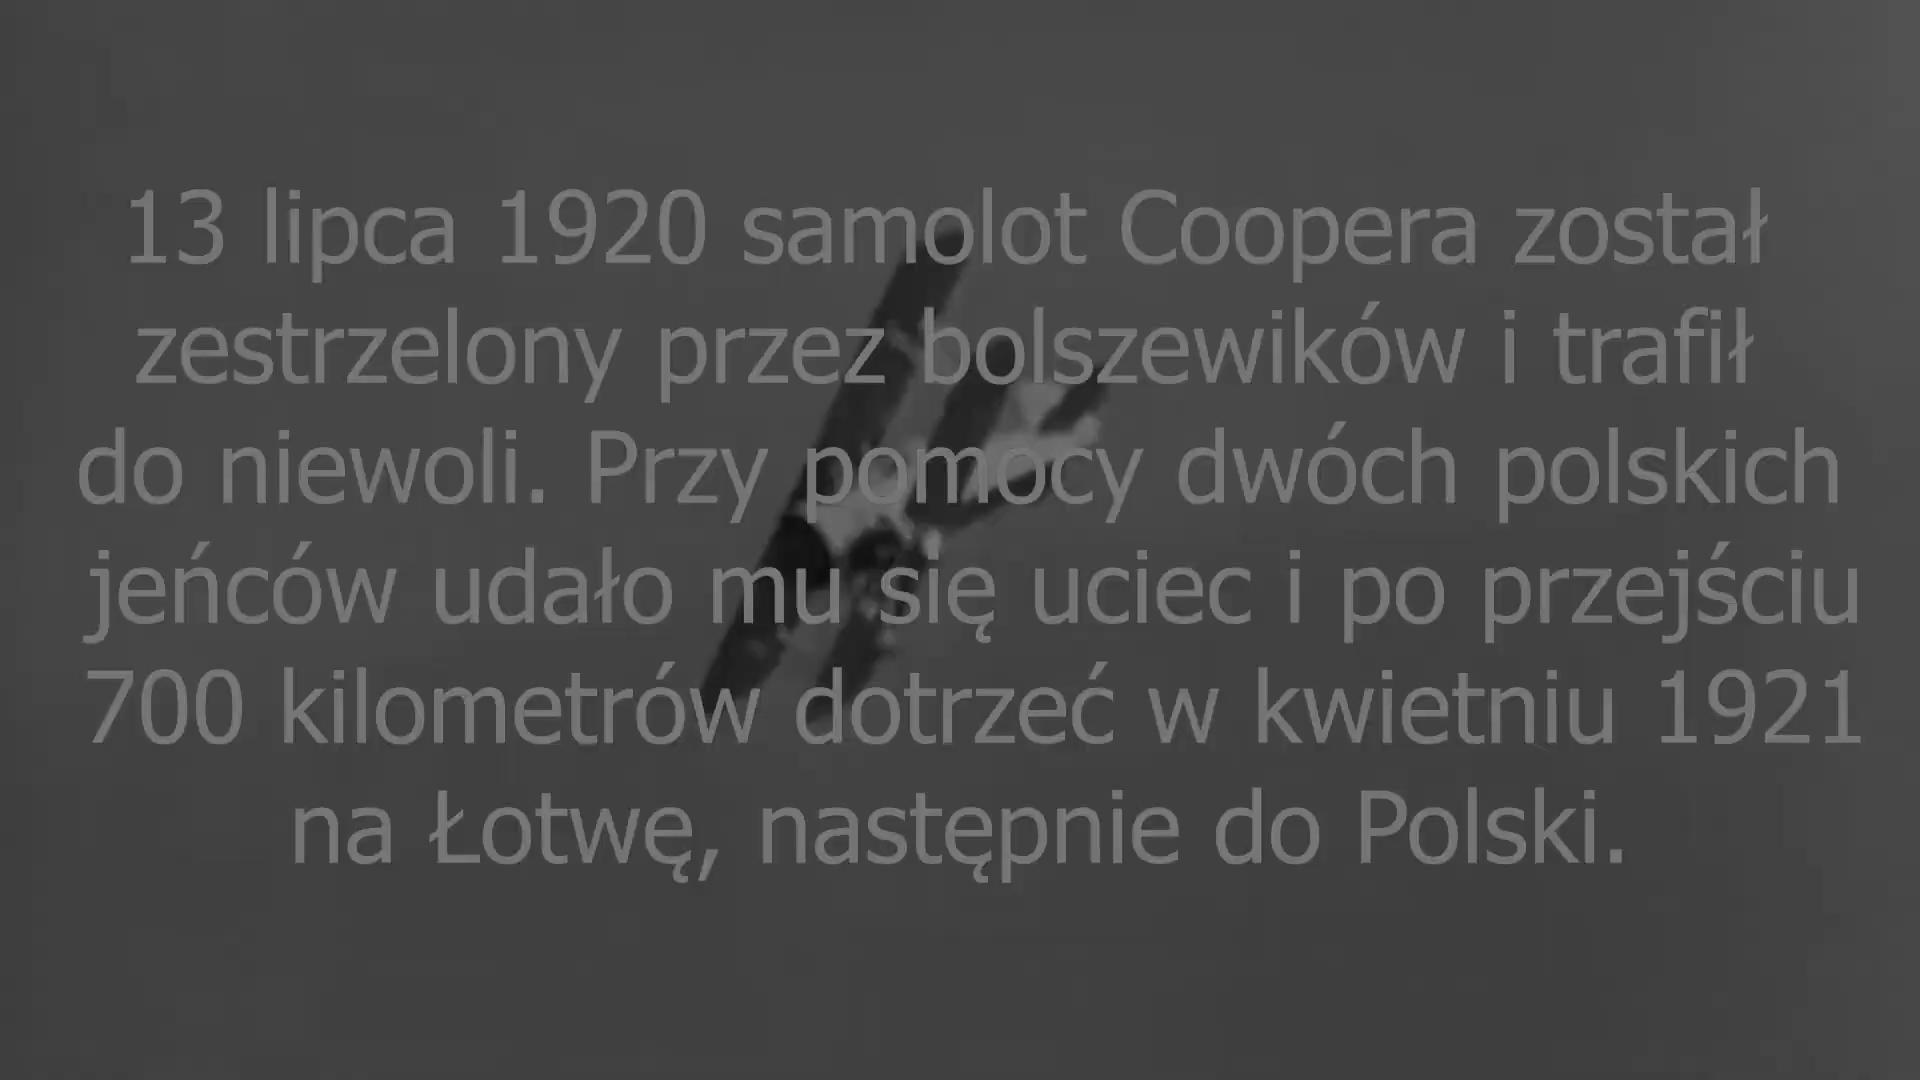 13 lipca 1920 samolot Coopera został
zestrzelony przez bolszewików i trafił
do niewoli. Przy pomocy dwóch polskich
jeńców udało mu się uciec i po przejściu
700 kilometrów dotrzeć w kwietniu 1921
na Łotwę, następnie do Polski.